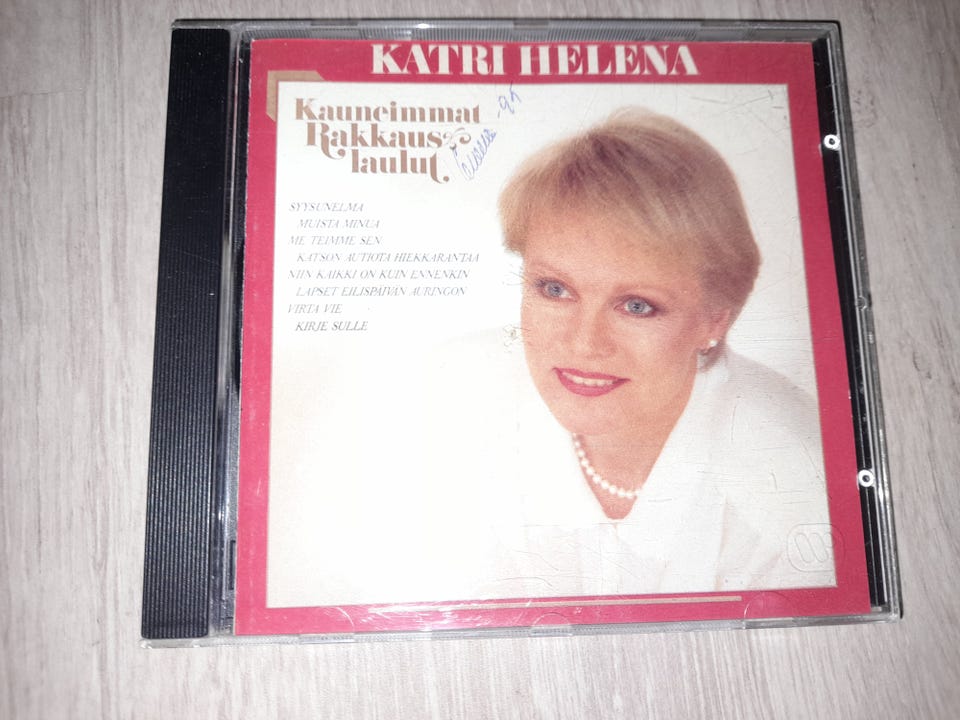 KATRI HELENA
Kauneimmat
Rakkaus-
laulut
-95
SYYSUNELMA
MUISTA MINUA
ME TEIMME SEN
KATSON AUTIOTA HIEKKARANTAA
NIIN KAIKKI ON KUIN ENNENKIN
LAPSET EILISPÄIVÄN AURINGON
VIRTA VIE
KIRJE SULLE